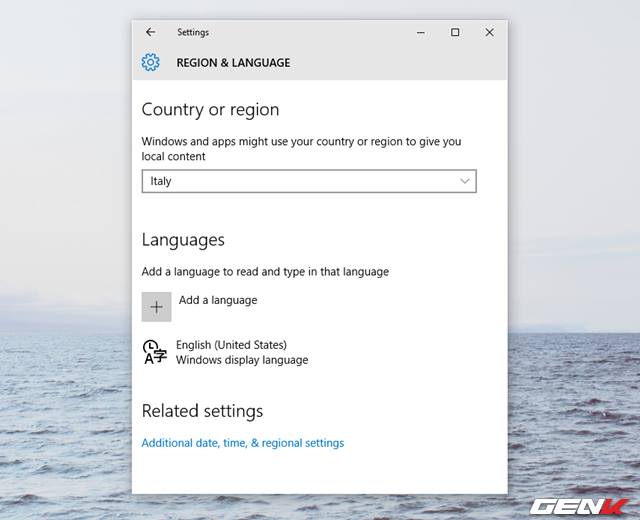 Settings
REGION & LANGUAGE
Country or region
Windows and apps might use your country or region to give you
local content
Italy
Languages
Add a language to read and type in that language
Add a language
English (United States)
Windows display language
Related settings
Additional date, time, & regional settings
GENK